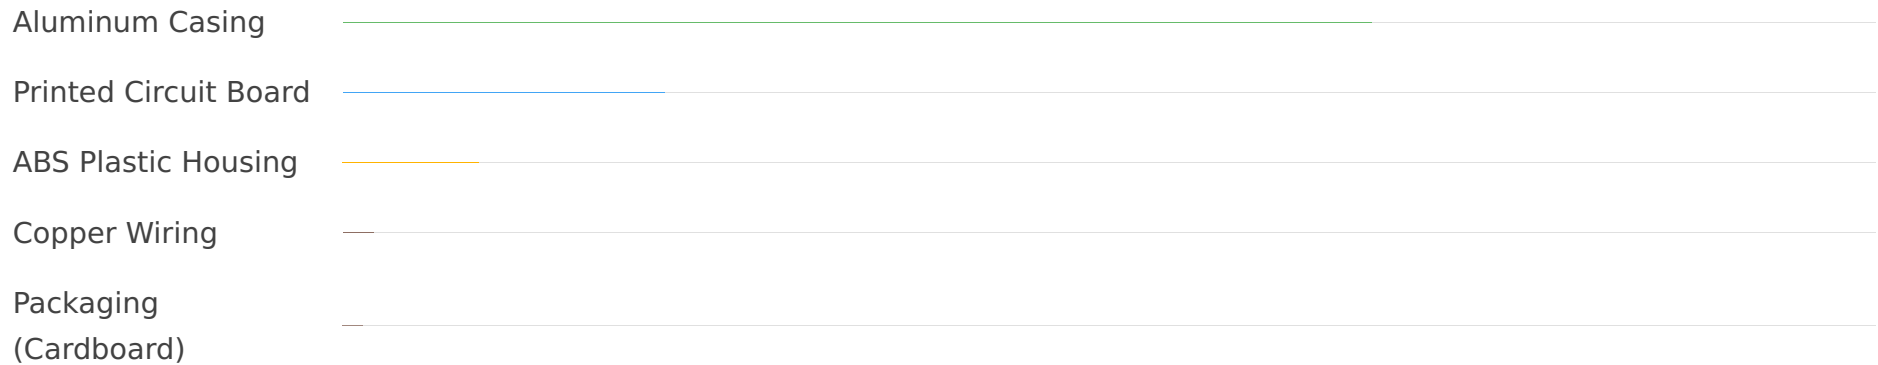 Aluminum Casing
Printed Circuit Board
ABS Plastic Housing
Copper Wiring
Packaging
(Cardboard)